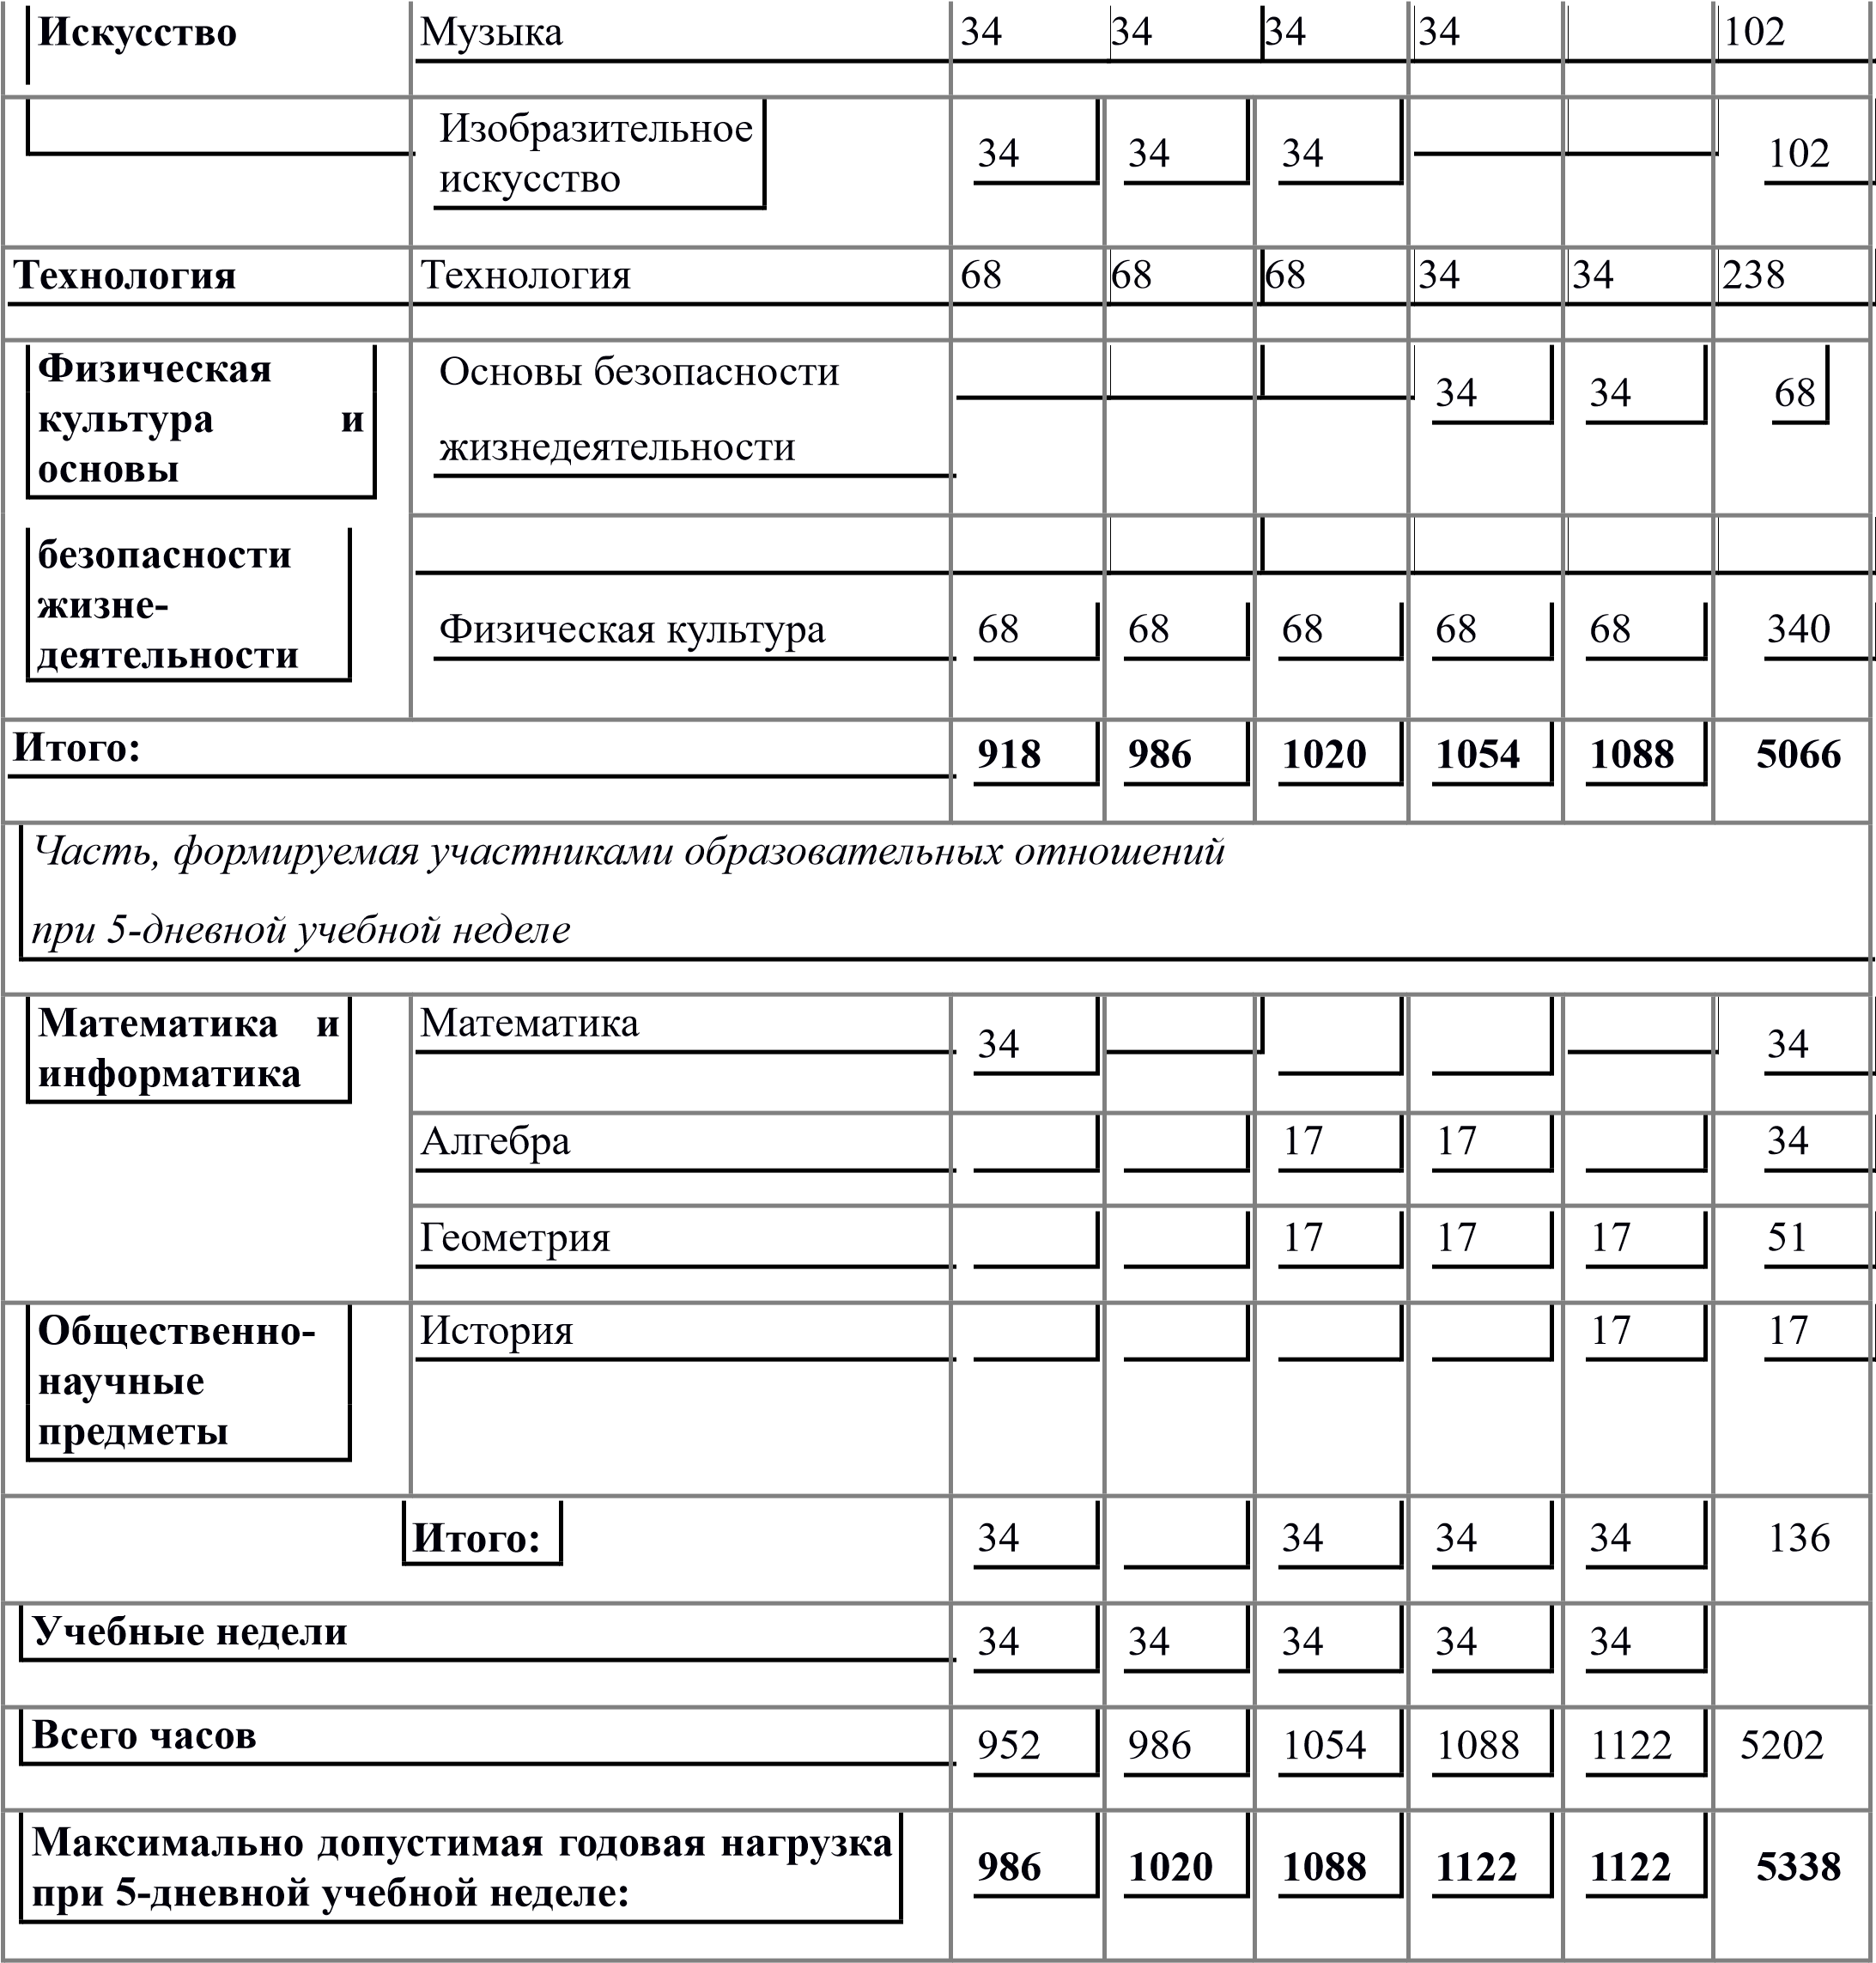 Искусство Музыка 34 34 34 34 102
Изобразительное
искусство 34 34 34 102
Технология Технология 68 68 68 34 34 238
Физическая
культура и
основы
Основы безопасности
жизнедеятельности 34 34 68
безопасности
жизне-
деятельности
Физическая культура 68 68 68 68 68 340
Итого: 918 986 1020 1054 1088 5066
Часть, формируемая участниками образовательных отношений
при 5-дневной учебной неделе
Математика и
информатика
Математика 34 34
Алгебра 17 17 34
Геометрия 17 17 17 51
Общественно-
научные
предметы
История 17 17
Итого: 34 34 34 34 136
Учебные недели 34 34 34 34 34
Всего часов 952 986 1054 1088 1122 5202
Максимально допустимая годовая нагрузка
при 5-дневной учебной неделе: 986 1020 1088 1122 1122 5338